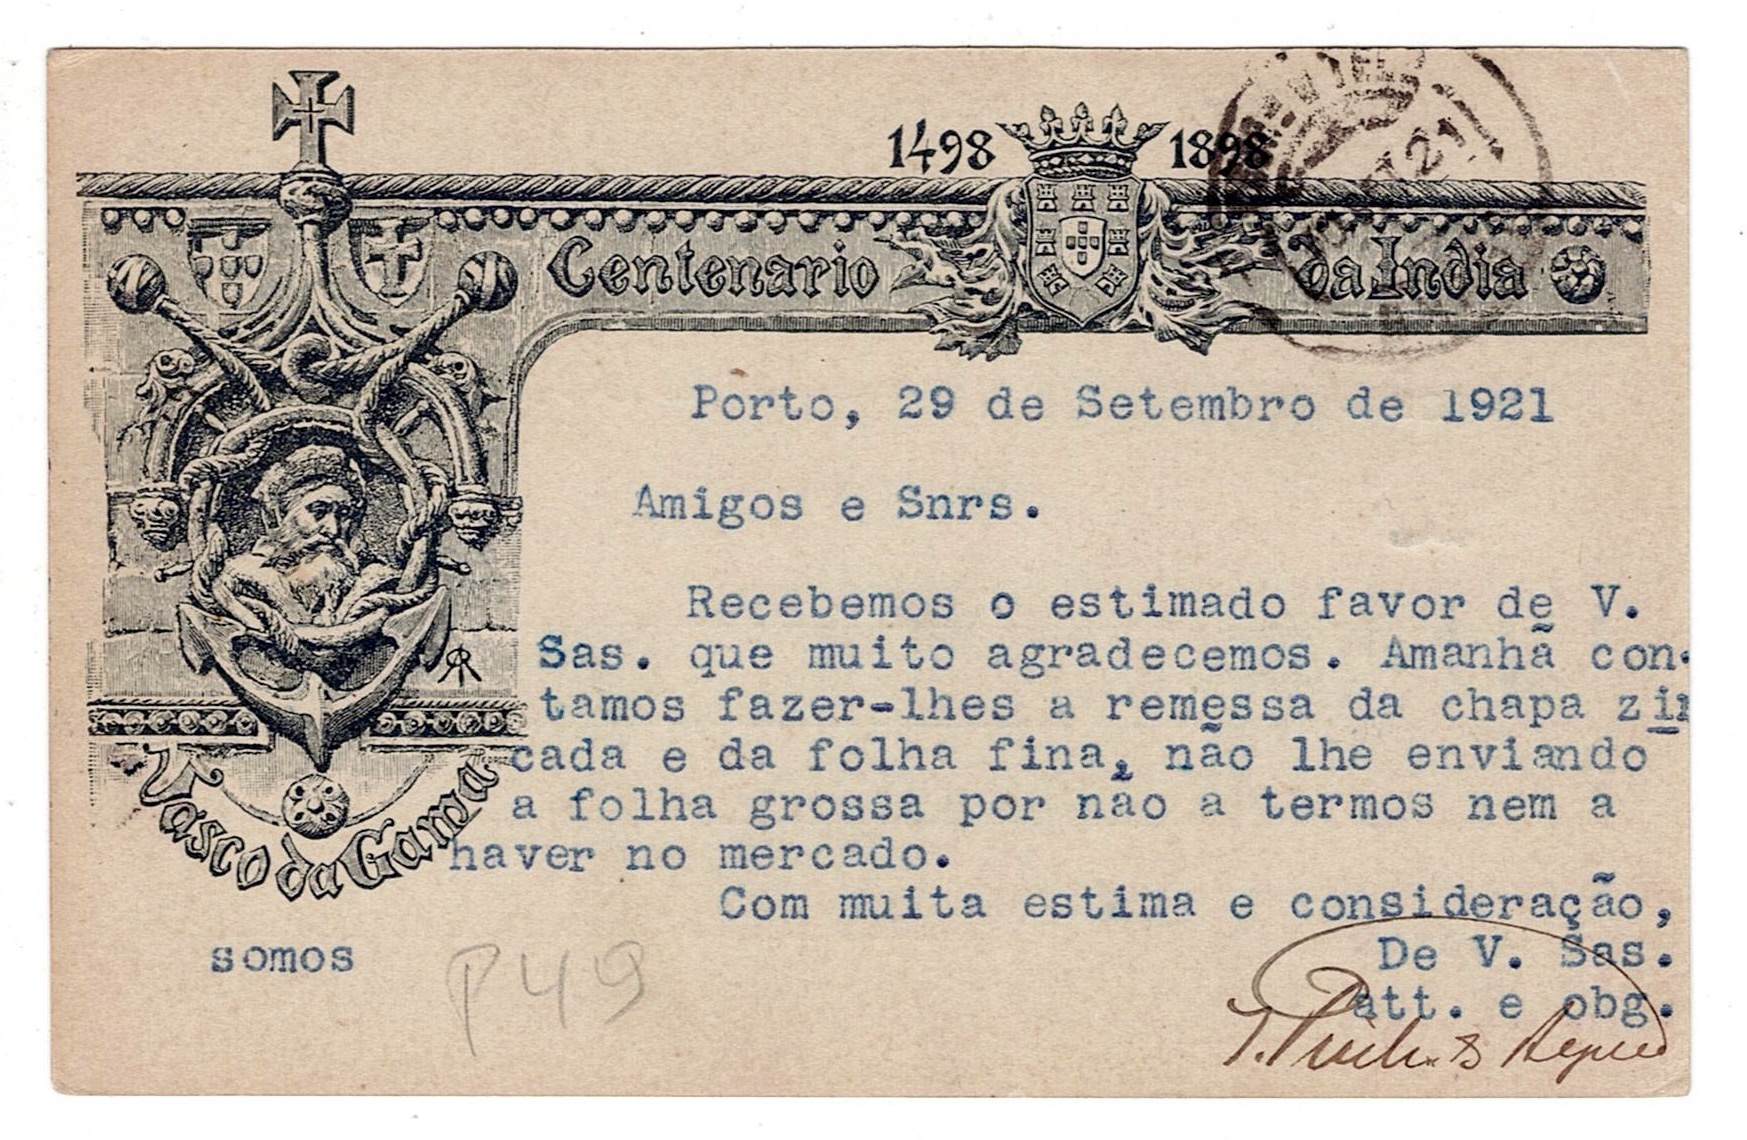 1498 1898
Centenario da India
21
Porto, 29 de Setembro de 1921
Amigos e Snrs.
Recebemos o estimado favor de V.
Sas. que muito agradecemos. Amanhã con-
tamos fazer-lhes a remessa da chapa zin
cada e da folha fina, não lhe enviando
a folha grossa por nao a termos nem a
haver no mercado.
Com muita estima e consideração,
somos
De V. Sas.
att. e obg.
Vasco da Gama
P49